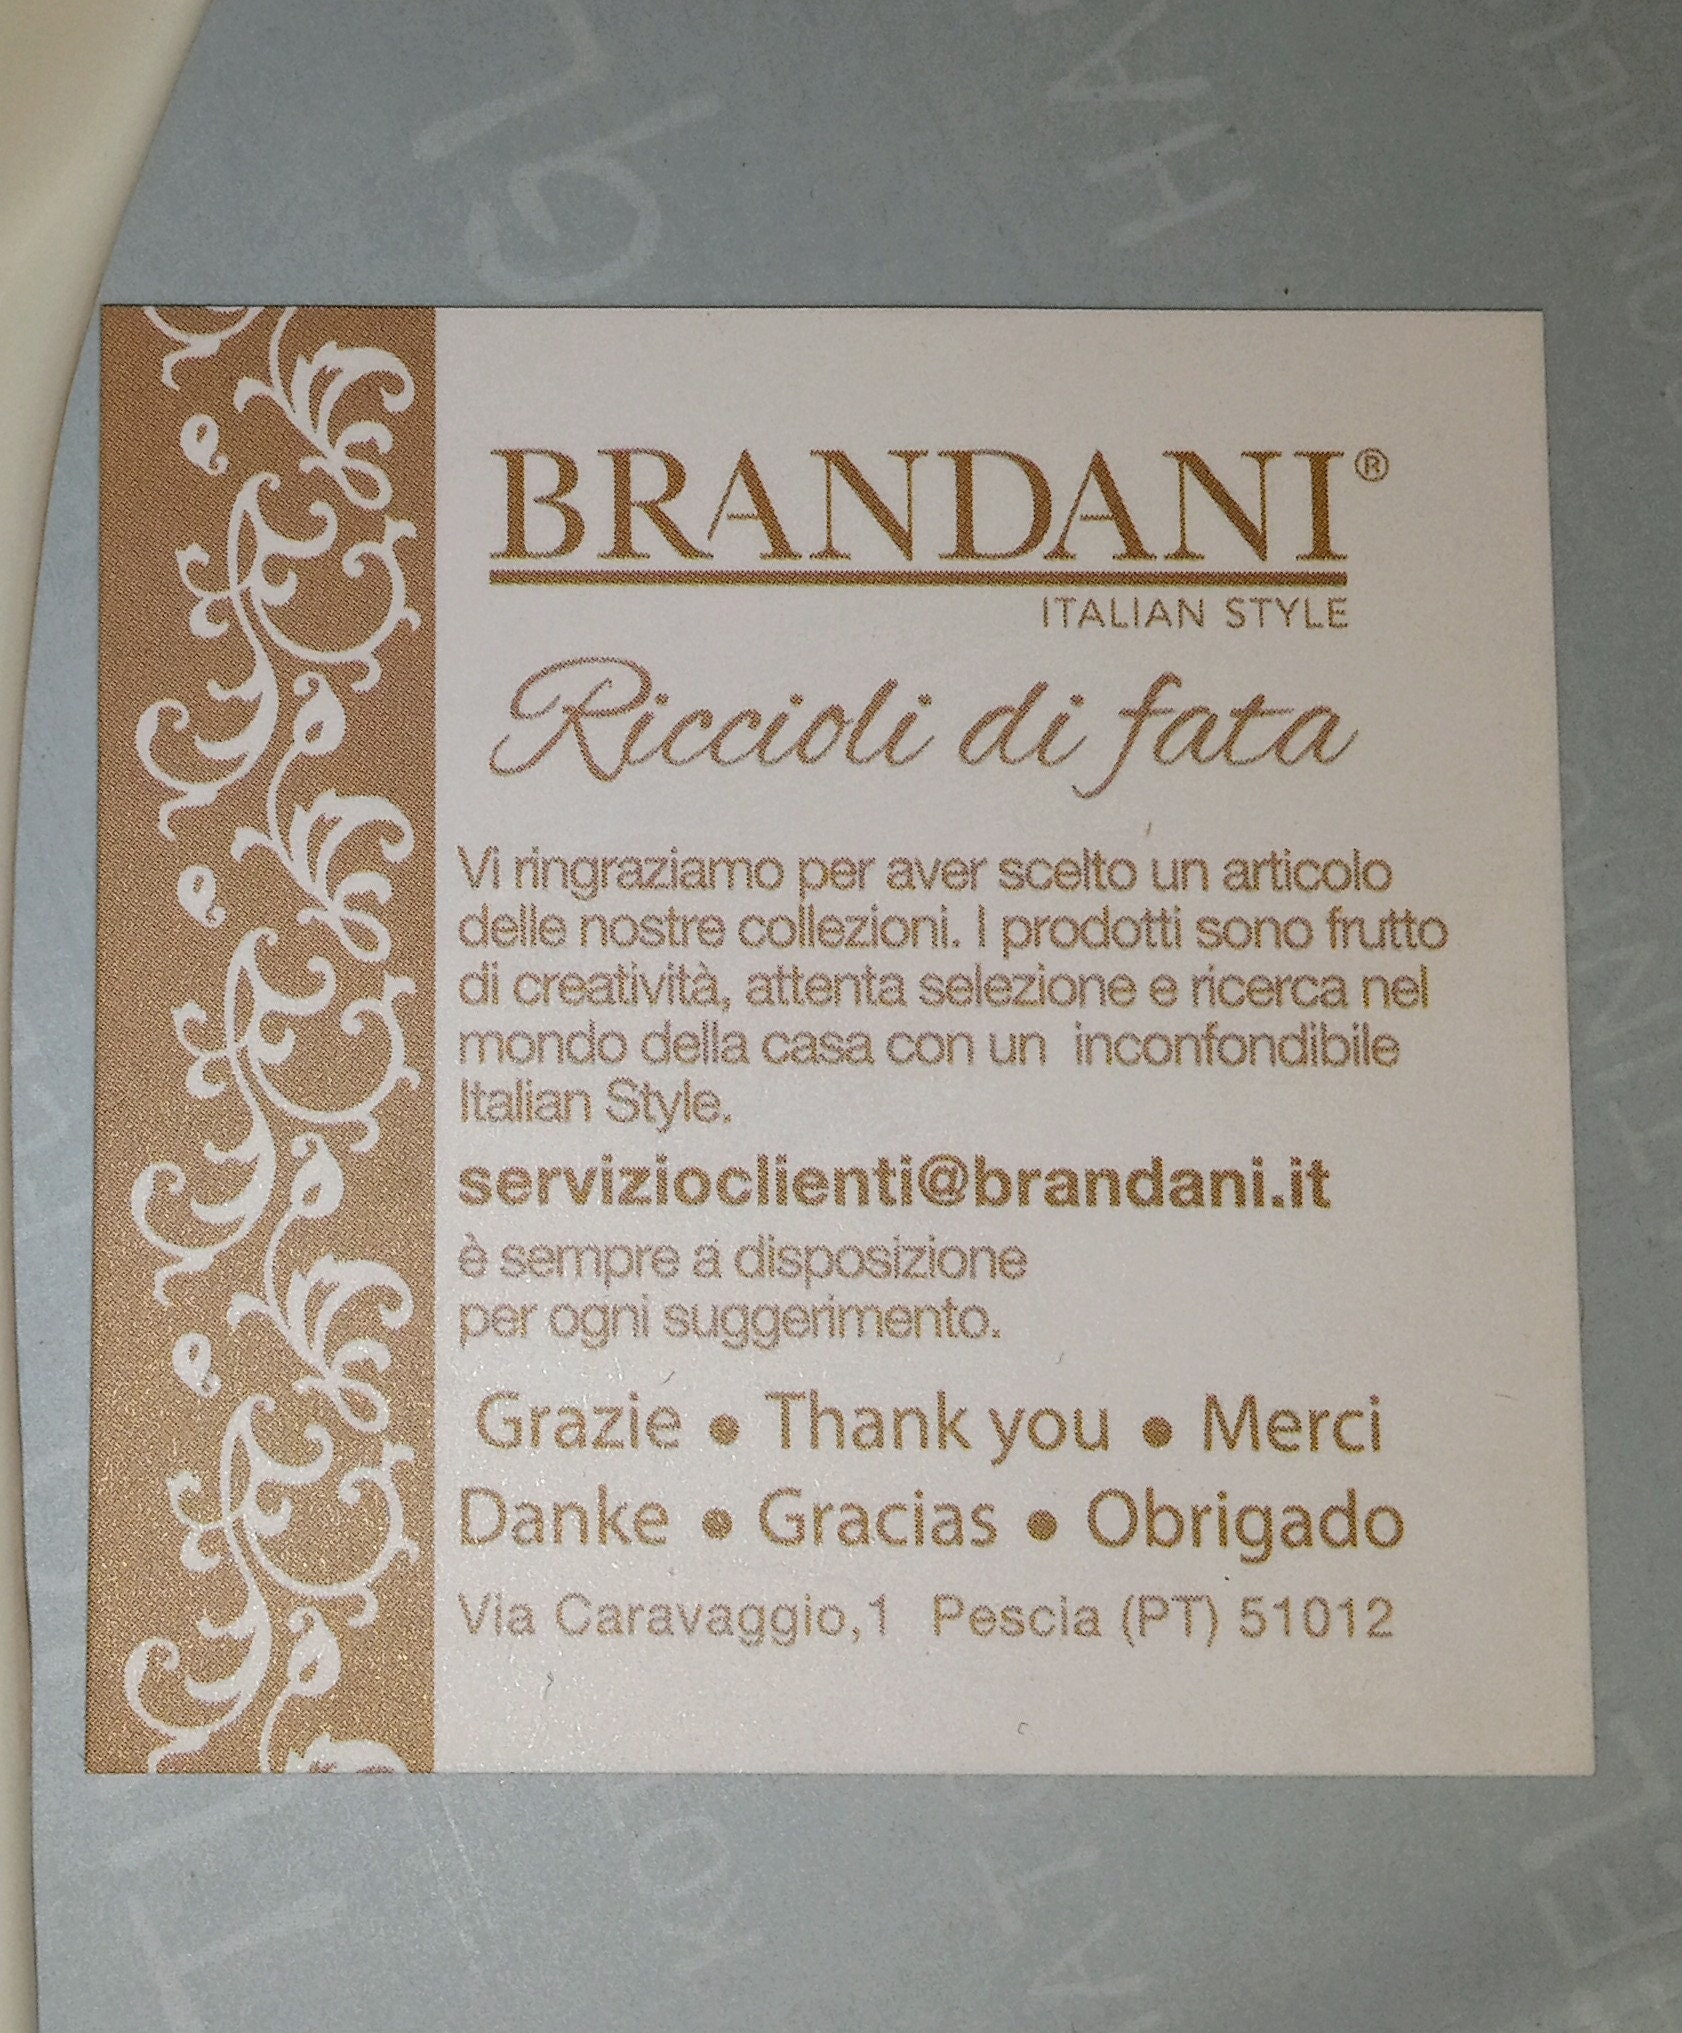 BRANDANI®
ITALIAN STYLE
Riccioli di fata
Vi ringraziamo per aver scelto un articolo
delle nostre collezioni. I prodotti sono frutto
di creatività, attenta selezione e ricerca nel
mondo della casa con un inconfondibile
Italian Style.
servizioclienti@brandani.it
è sempre a disposizione
per ogni suggerimento.
Grazie • Thank you • Merci
Danke • Gracias • Obrigado
Via Caravaggio,1 Pescia (PT) 51012